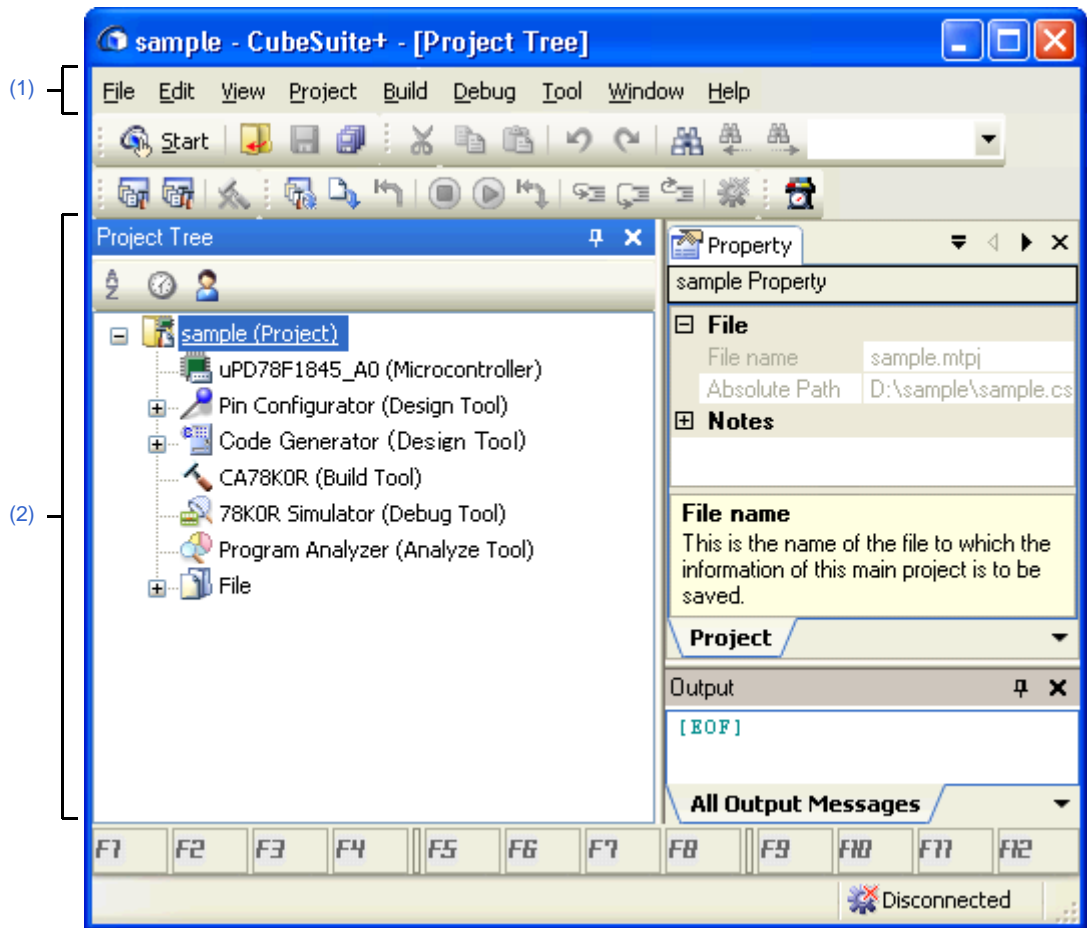 sample - CubeSuite+ - [Project Tree]
(1)
File Edit View Project Build Debug Tool Window Help
Start
Project Tree
sample (Project)
uPD78F1845_A0 (Microcontroller)
Pin Configurator (Design Tool)
Code Generator (Design Tool)
CA78K0R (Build Tool)
(2)
78K0R Simulator (Debug Tool)
Program Analyzer (Analyze Tool)
File
Property
sample Property
File
File name sample.mtpj
Absolute Path D:\sample\sample.cs
Notes
File name
This is the name of the file to which the
information of this main project is to be
saved.
Project
Output
[EOF]
All Output Messages
F1 F2 F3 F4 F5 F6 F7 F8 F9 F10 F11 F12
Disconnected